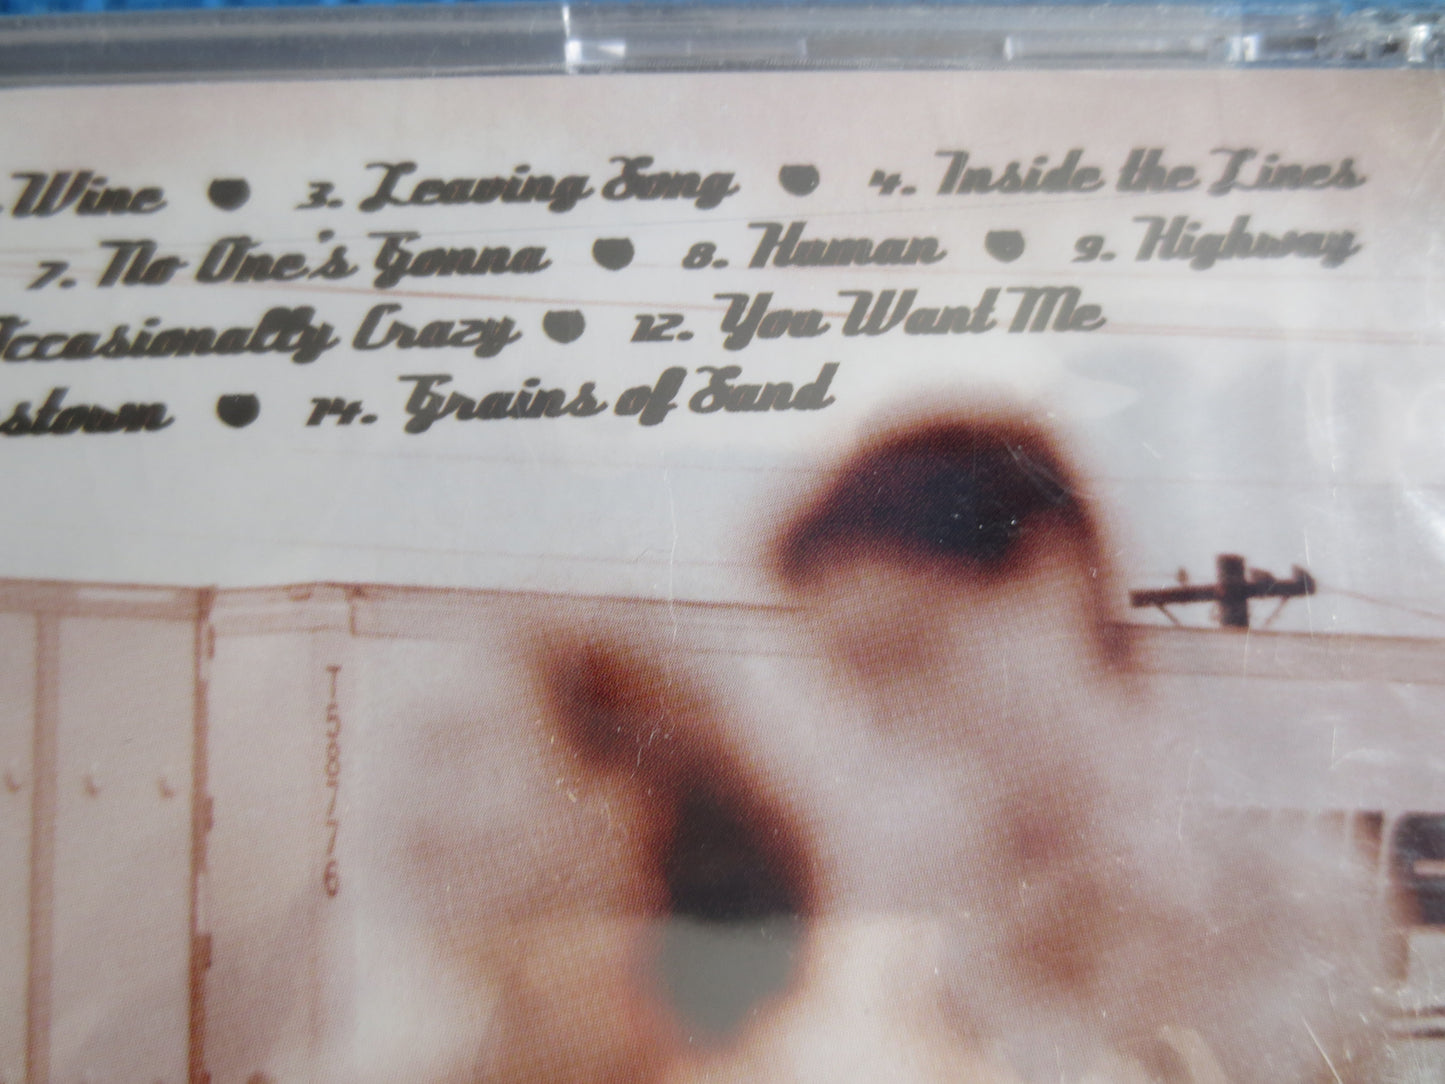 Wine 3. Leaving Song 4. Inside the Lines
7. No One's Gonna 8. Human 9. Highway
Occasionally Crazy 12. You Want Me
stown 14. Grains of Sand